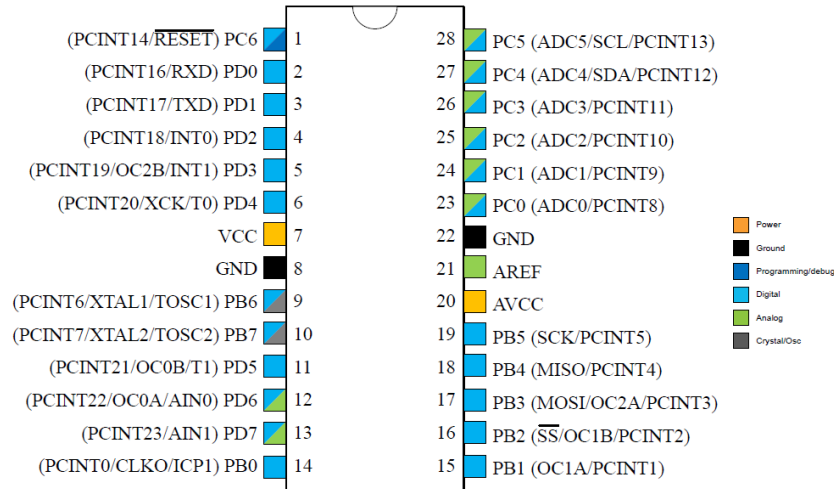 (PCINT14/RESET) PC6 1 28 PC5 (ADC5/SCL/PCINT13)
(PCINT16/RXD) PD0 2 27 PC4 (ADC4/SDA/PCINT12)
(PCINT17/TXD) PD1 3 26 PC3 (ADC3/PCINT11)
(PCINT18/INT0) PD2 4 25 PC2 (ADC2/PCINT10)
(PCINT19/OC2B/INT1) PD3 5 24 PC1 (ADC1/PCINT9)
(PCINT20/XCK/T0) PD4 6 23 PC0 (ADC0/PCINT8)
VCC 7 22 GND
GND 8 21 AREF
(PCINT6/XTAL1/TOSC1) PB6 9 20 AVCC
(PCINT7/XTAL2/TOSC2) PB7 10 19 PB5 (SCK/PCINT5)
(PCINT21/OC0B/T1) PD5 11 18 PB4 (MISO/PCINT4)
(PCINT22/OC0A/AIN0) PD6 12 17 PB3 (MOSI/OC2A/PCINT3)
(PCINT23/AIN1) PD7 13 16 PB2 (SS/OC1B/PCINT2)
(PCINT0/CLKO/ICP1) PB0 14 15 PB1 (OC1A/PCINT1)
Power
Ground
Programming/debug
Digital
Analog
Crystal/Osc